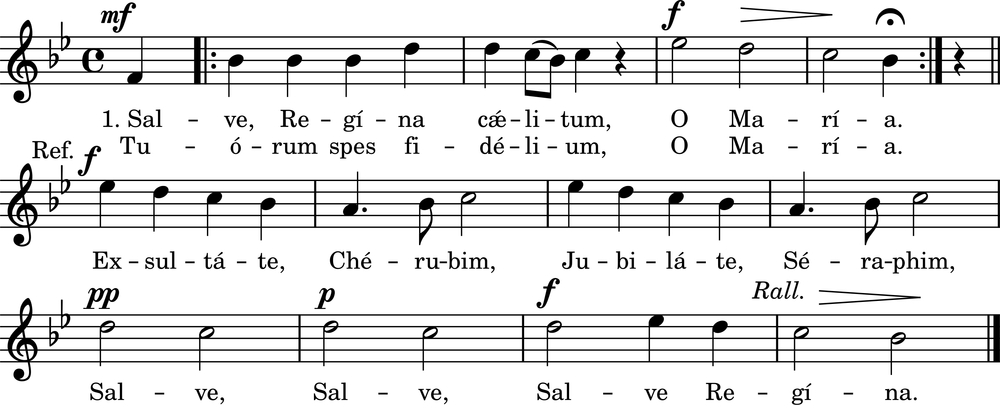 mf f
1. Sal – ve, Re – gí – na cǽ – li – tum, O Ma – rí – a.
Tu – ó – rum spes fi – dé – li – um, O Ma – rí – a.
Ref. f
Ex – sul – tá – te, Ché – ru-bim, Ju – bi – lá – te, Sé – ra-phim,
pp p f Rall.
Sal – ve, Sal – ve, Sal – ve Re – gí – na.